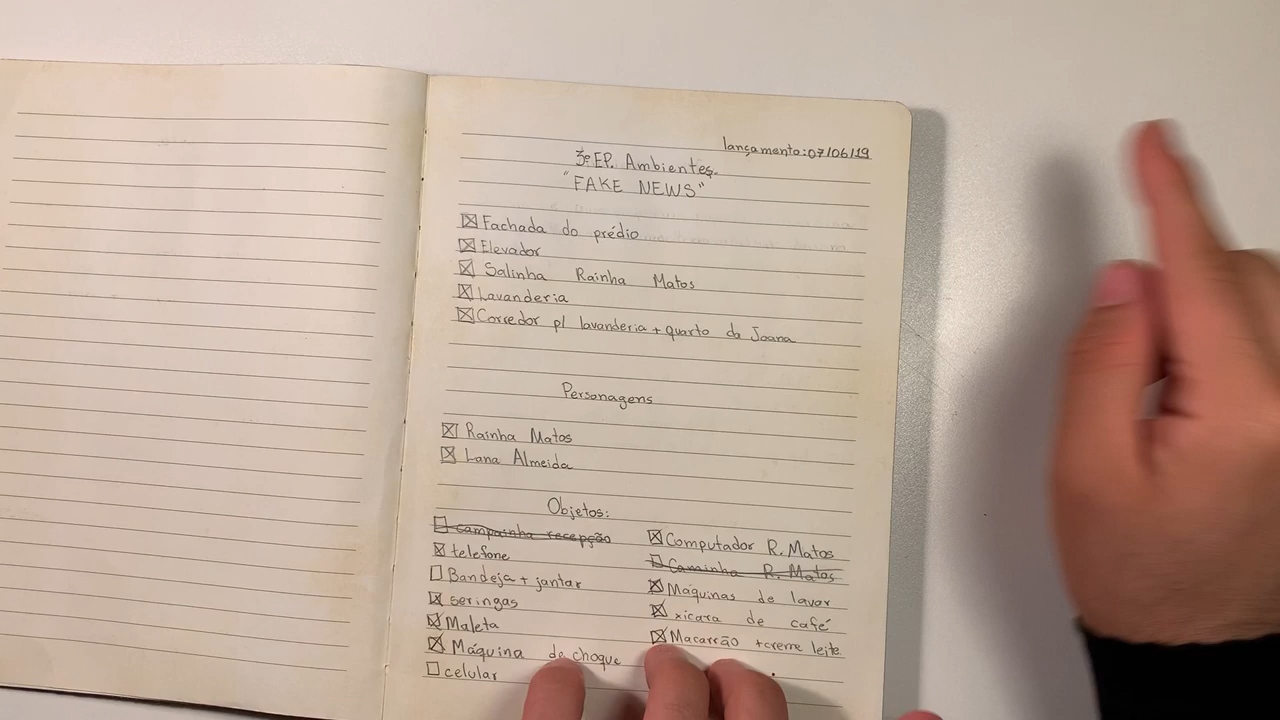 lançamento: 07/06/19
3º EP. Ambientes.
"FAKE NEWS"
Fachada do prédio
Elevador
Salinha Rainha Matos
Lavanderia
Corredor p/ lavanderia + quarto da Joana
Personagens
Rainha Matos
Lana Almeida
Objetos:
campainha recepção
telefone
Bandeja + jantar
seringas
Maleta
Máquina de choque
celular
Computador R. Matos
Caminha R. Matos
Máquinas de lavar
xicara de café
Macarrão + creme leite